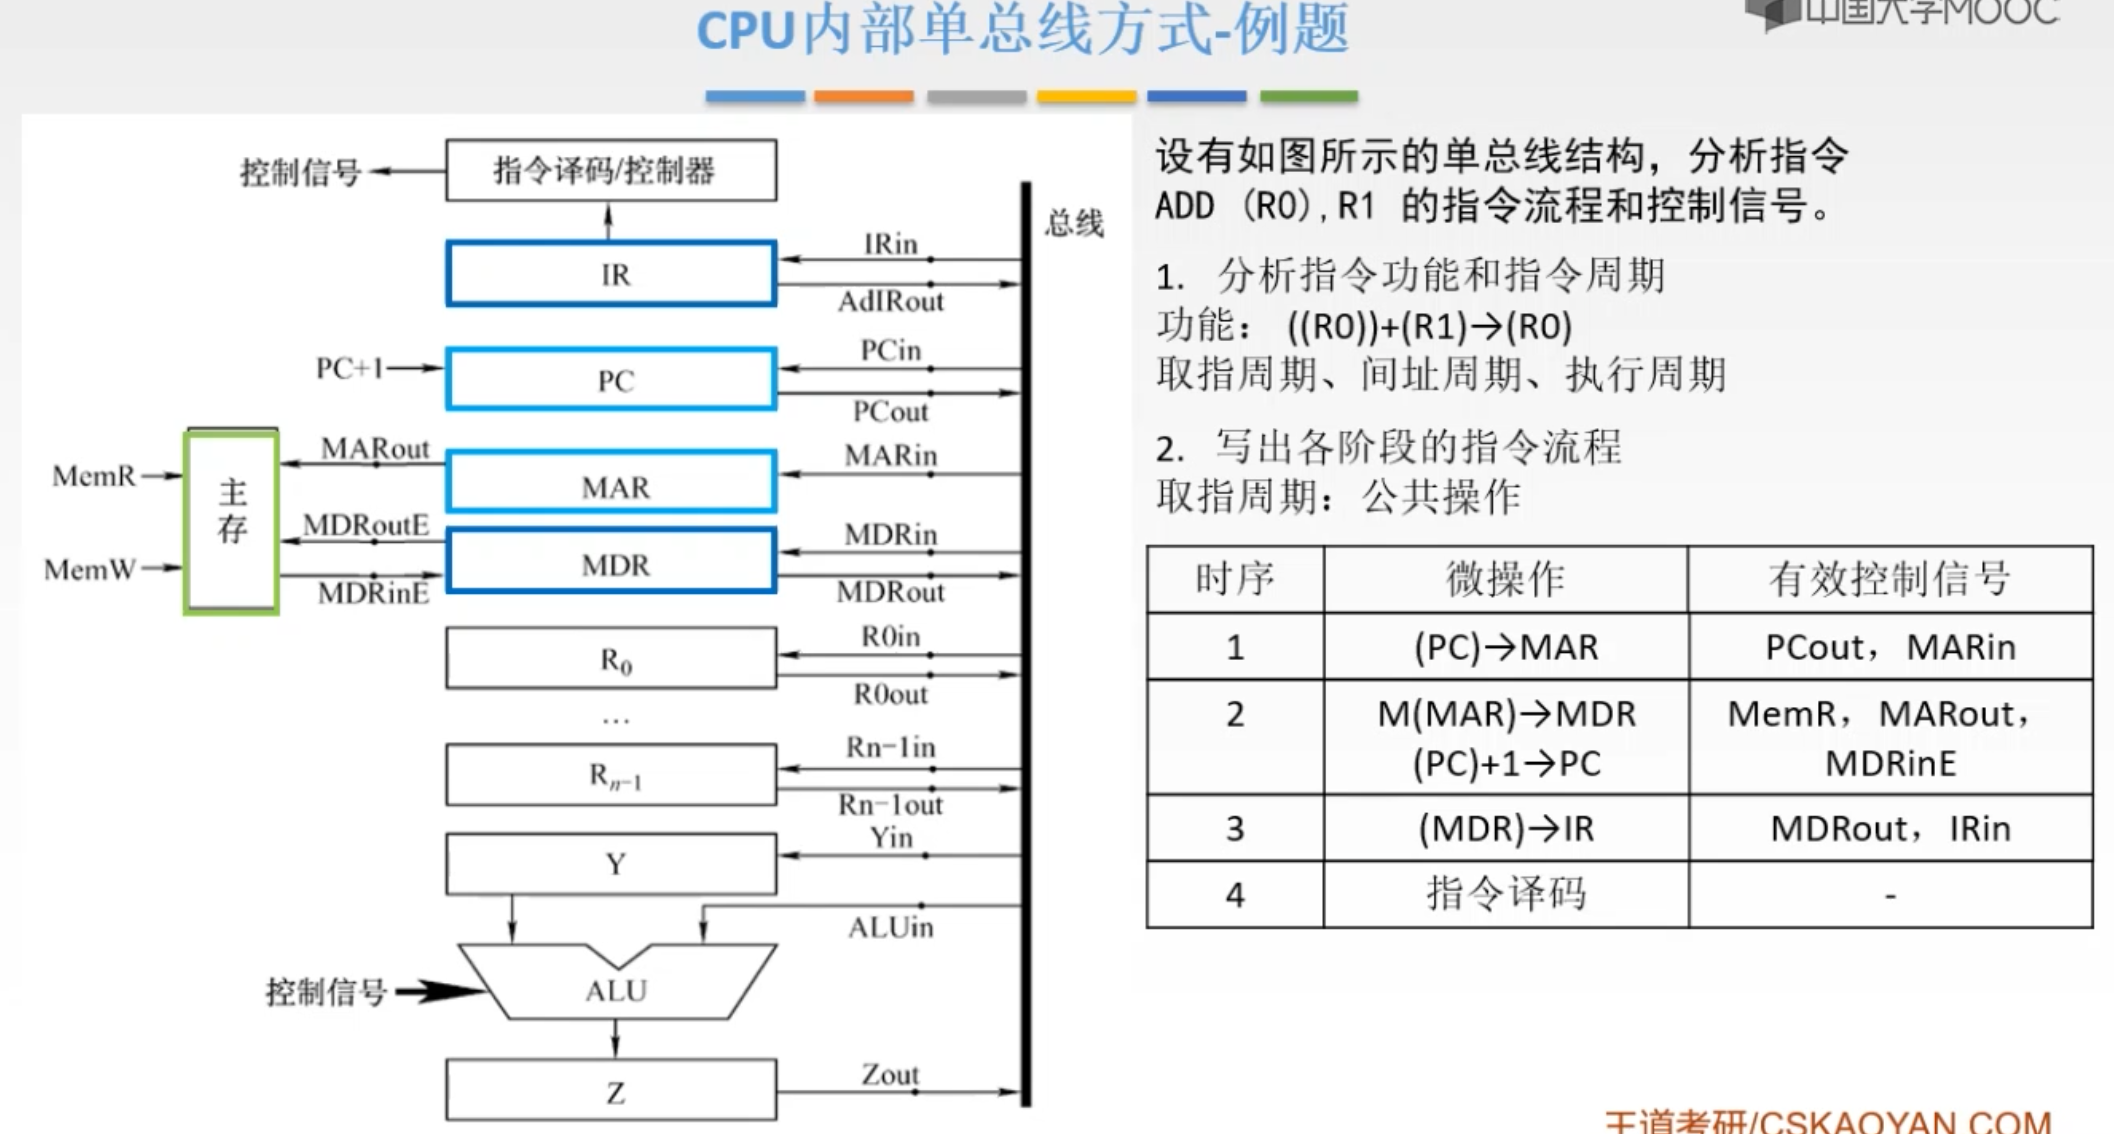 CPU内部单总线方式-例题
中国大学MOOC
控制信号
指令译码/控制器
总线
IRin
IR
AdIRout
PCin
PC+1
PC
PCout
MARout
MARin
MemR
主存
MAR
MDRoutE
MDRin
MemW
MDR
MDRinE
MDRout
R0in
R0
R0out
...
Rn-1in
Rn-1
Rn-1out
Yin
Y
ALUin
控制信号
ALU
Zout
Z
设有如图所示的单总线结构，分析指令
ADD (R0),R1 的指令流程和控制信号。
1. 分析指令功能和指令周期
功能： ((R0))+(R1)→(R0)
取指周期、间址周期、执行周期
2. 写出各阶段的指令流程
取指周期：公共操作
时序 微操作 有效控制信号
1 (PC)→MAR PCout，MARin
2 M(MAR)→MDR MemR，MARout，
(PC)+1→PC MDRinE
3 (MDR)→IR MDRout，IRin
4 指令译码 -
王道考研/CSKAOYAN.COM